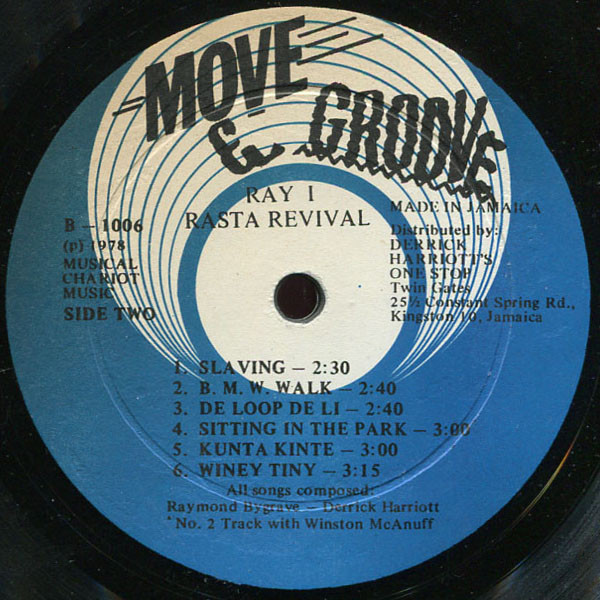 MOVE
& GROOVE
RAY I
RASTA REVIVAL
B – 1006
(p) 1978
MUSICAL
CHARIOT
MUSIC
SIDE TWO
MADE IN JAMAICA
Distributed by:
DERRICK
HARRIOTT'S
ONE STOP
Twin Gates
25½ Constant Spring Rd.,
Kingston 10, Jamaica
1. SLAVING – 2:30
2. B. M. W. WALK – 2:40
3. DE LOOP DE LI – 2:40
4. SITTING IN THE PARK – 3:00
5. KUNTA KINTE – 3:00
6. WINEY TINY – 3:15
All songs composed:
Raymond Bygrave – Derrick Harriott
'No. 2 Track with Winston McAnuff